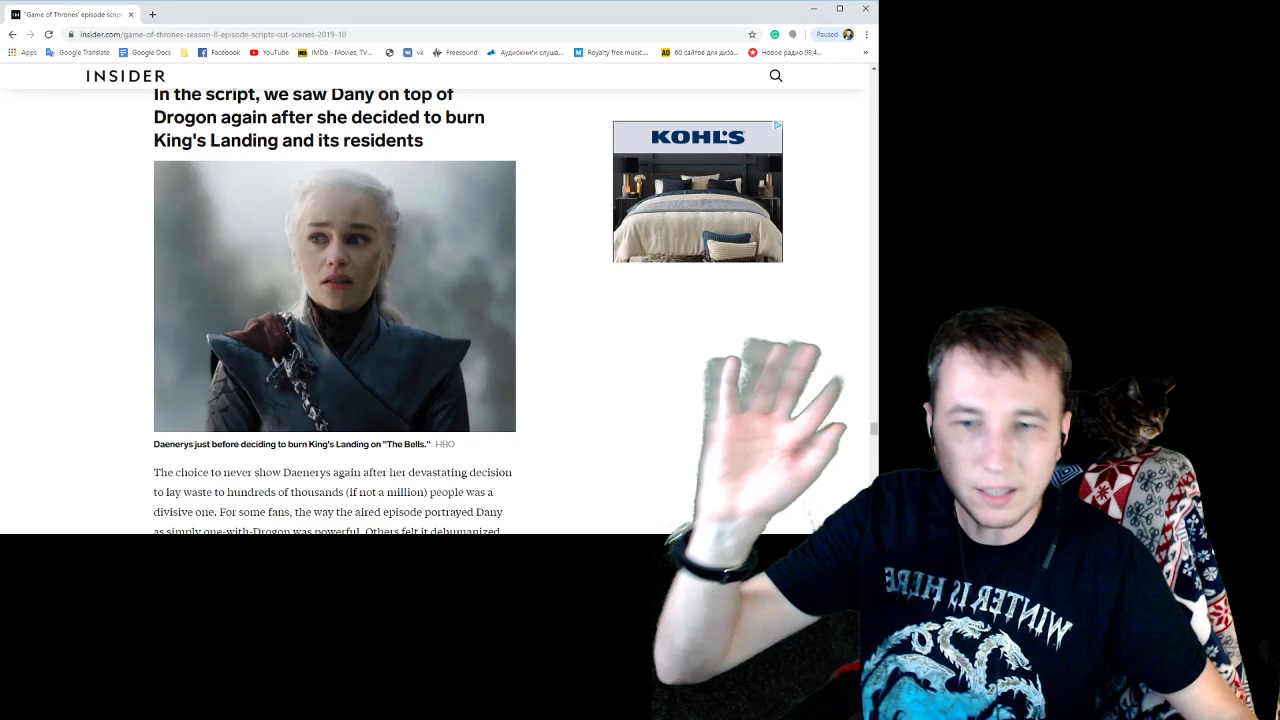 'Game of Thrones' episode scrip
insider.com/game-of-thrones-season-8-episode-scripts-cut-scenes-2019-10
Paused
Apps
Google Translate
Google Docs
Facebook
YouTube
IMDb - Movies, TV...
vk
Freesound
Аудиокниги слуша...
Royalty free music...
60 сайтов для диза...
Новое радио 98,4...
INSIDER
In the script, we saw Dany on top of
Drogon again after she decided to burn
King's Landing and its residents
KOHL'S
Daenerys just before deciding to burn King's Landing on "The Bells." HBO
The choice to never show Daenerys again after her devastating decision
to lay waste to hundreds of thousands (if not a million) people was a
divisive one. For some fans, the way the aired episode portrayed Dany
as simply one-with-Drogon was powerful. Others felt it dehumanized
WINTER IS HERE